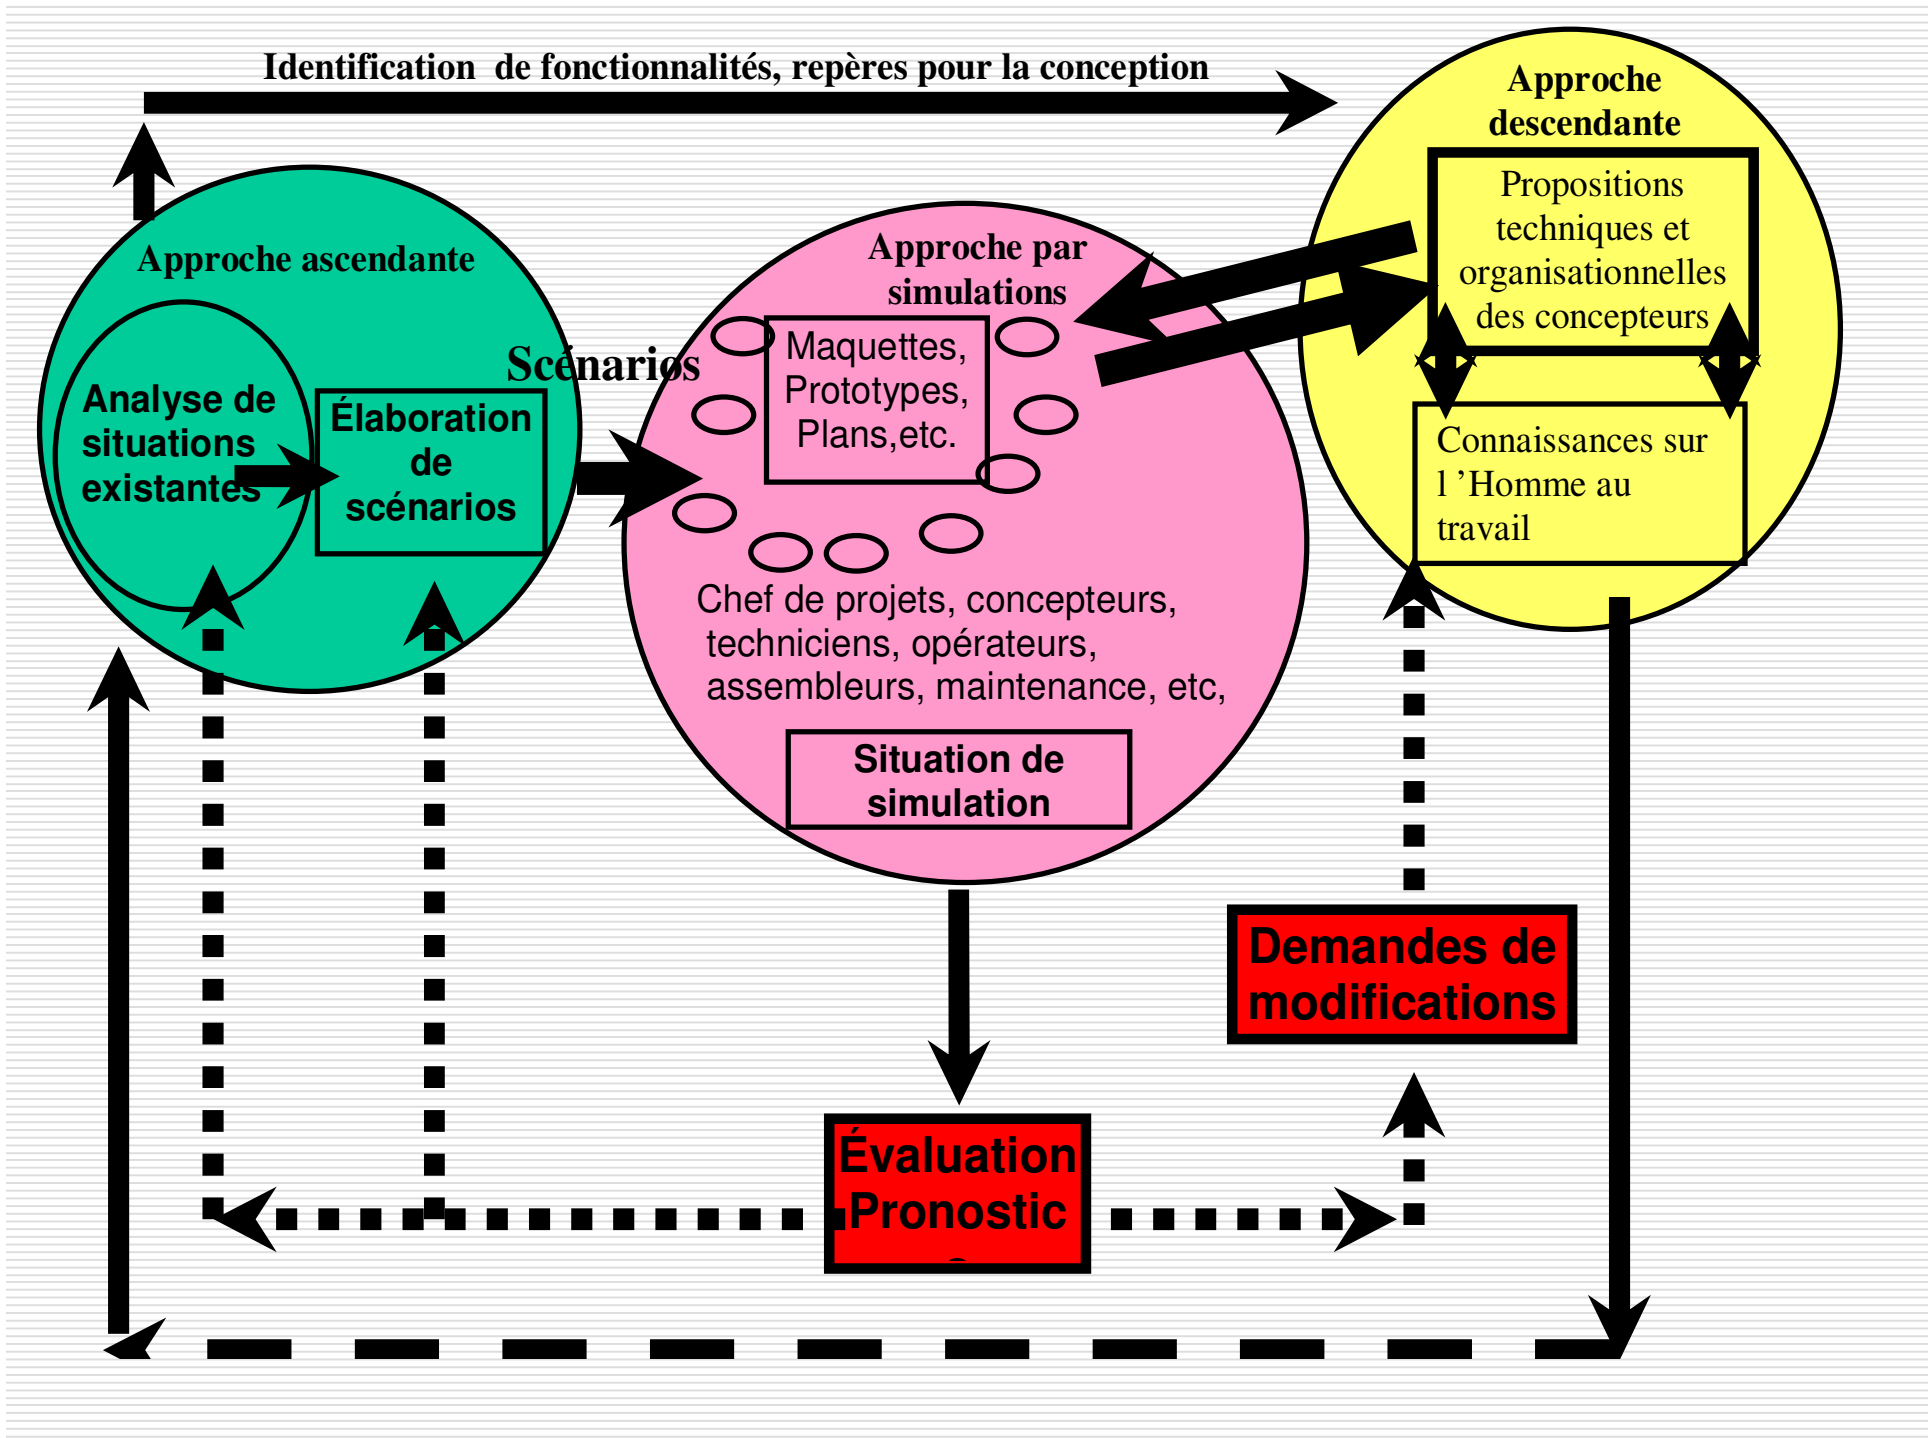 Identification de fonctionnalités, repères pour la conception
Approche ascendante
Analyse de
situations
existantes
Élaboration
de
scénarios
Scénarios
Approche par
simulations
Maquettes,
Prototypes,
Plans,etc.
Chef de projets, concepteurs,
techniciens, opérateurs,
assembleurs, maintenance, etc,
Situation de
simulation
Approche
descendante
Propositions
techniques et
organisationnelles
des concepteurs
Connaissances sur
l ’Homme au
travail
Demandes de
modifications
Évaluation
Pronostic